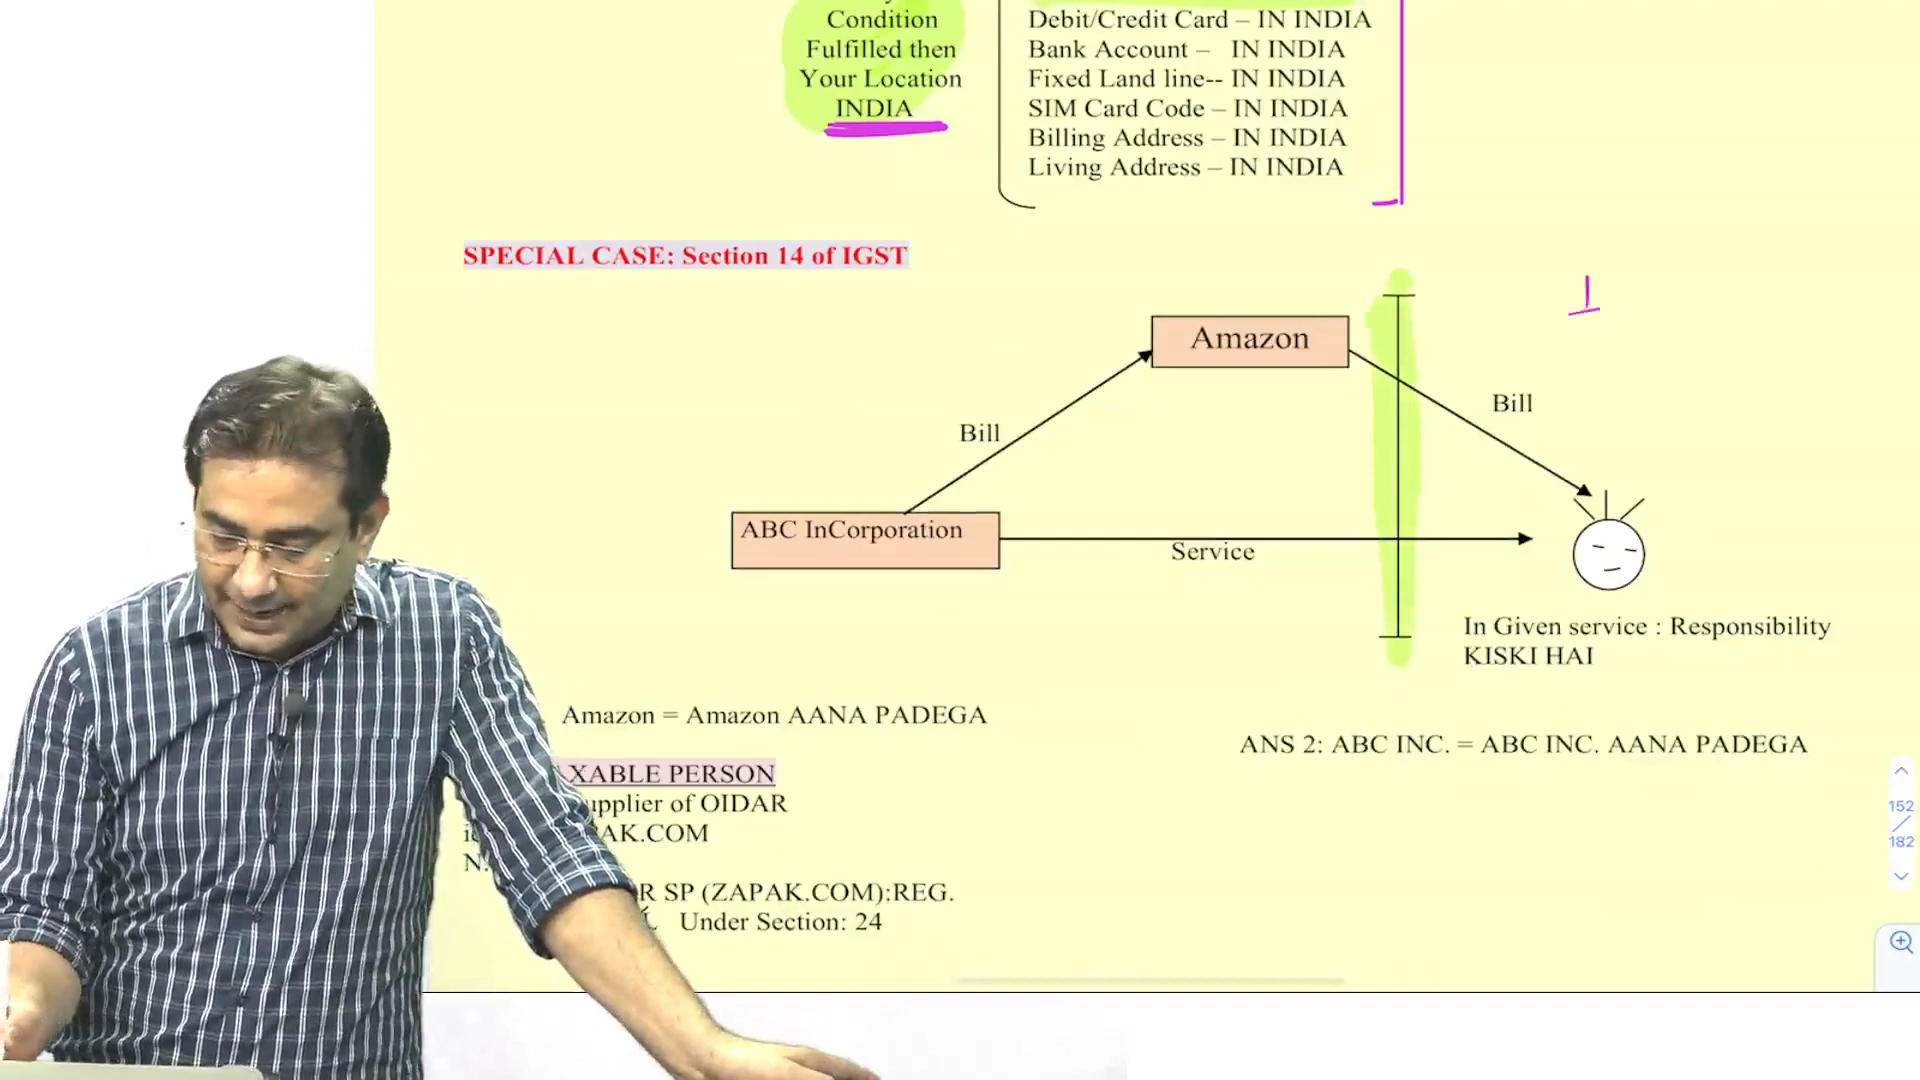 Condition
Fulfilled then
Your Location
INDIA
Debit/Credit Card – IN INDIA
Bank Account – IN INDIA
Fixed Land line-- IN INDIA
SIM Card Code – IN INDIA
Billing Address – IN INDIA
Living Address – IN INDIA
SPECIAL CASE: Section 14 of IGST
Amazon
Bill
Bill
ABC InCorporation
Service
In Given service : Responsibility
KISKI HAI
Amazon = Amazon AANA PADEGA
ANS 2: ABC INC. = ABC INC. AANA PADEGA
XABLE PERSON
upplier of OIDAR
AK.COM
R SP (ZAPAK.COM):REG.
Under Section: 24
152
182